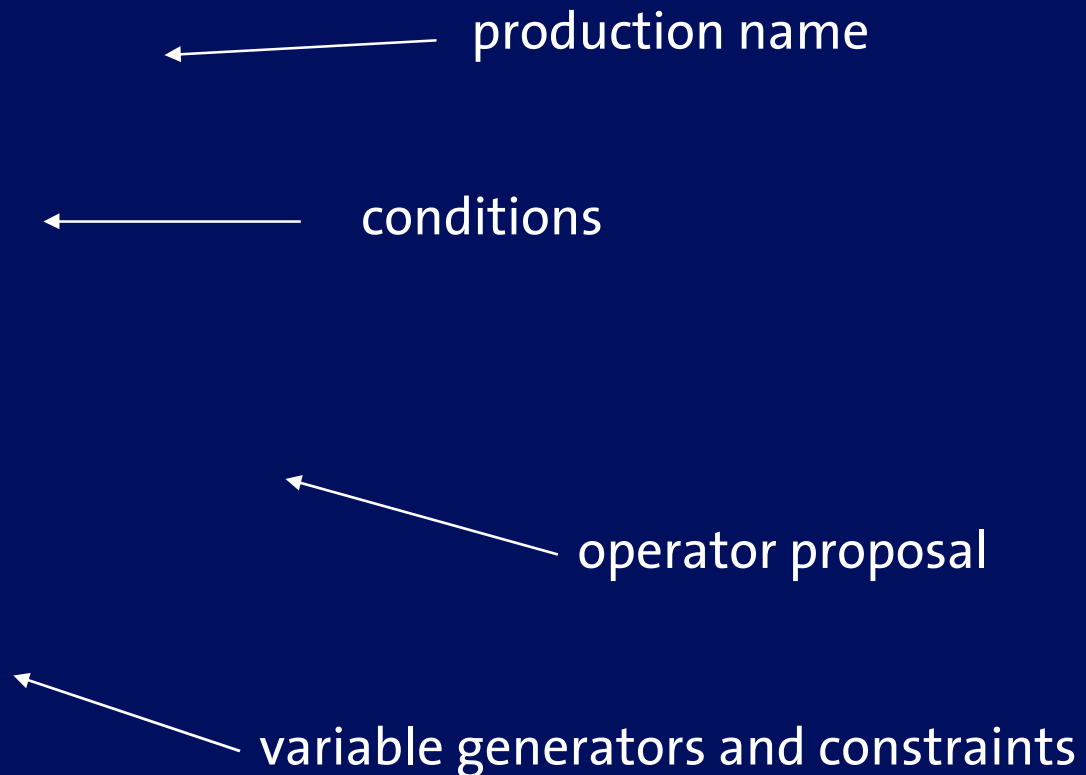 production name
conditions
operator proposal
variable generators and constraints